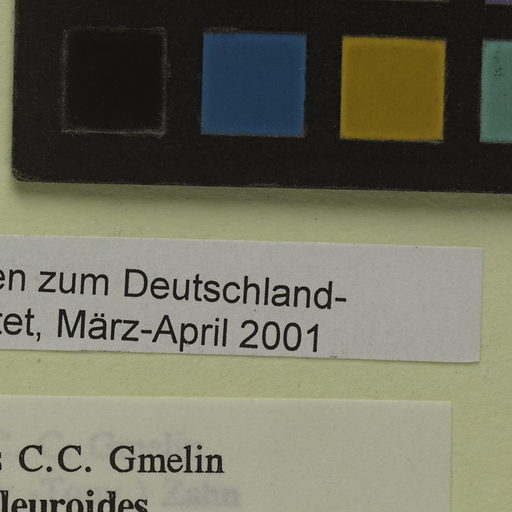 en zum Deutschland-
tet, März-April 2001
C.C. Gmelin
leuroides